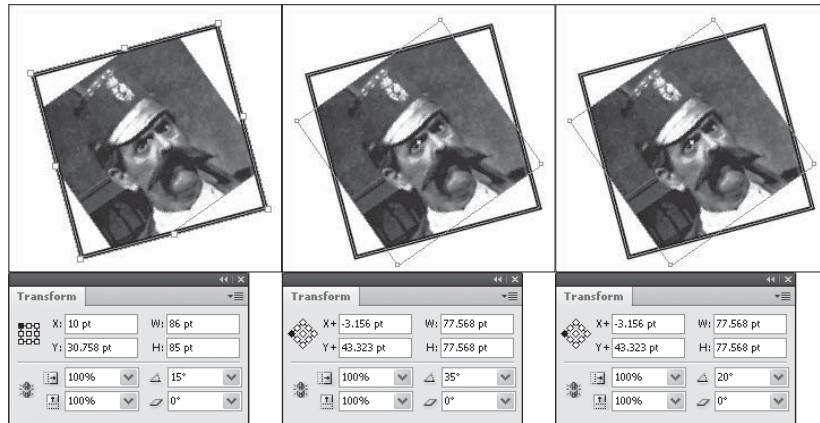 Transform
X: 10 pt W: 86 pt
Y: 30.758 pt H: 85 pt
100% 15°
100% 0°
Transform
X+ -3.156 pt W: 77.568 pt
Y+ 43.323 pt H: 77.568 pt
100% 35°
100% 0°
Transform
X+ -3.156 pt W: 77.568 pt
Y+ 43.323 pt H: 77.568 pt
100% 20°
100% 0°